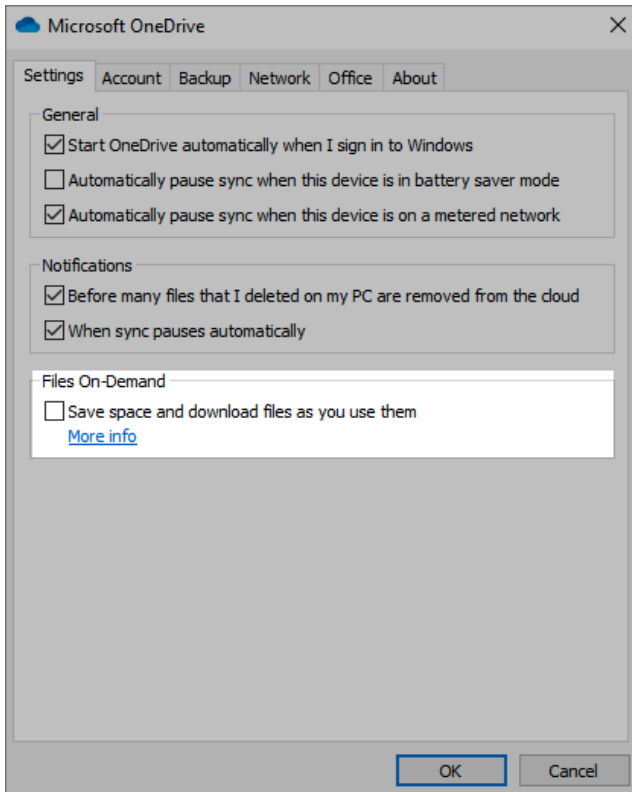 Microsoft OneDrive
Settings Account Backup Network Office About
General
Start OneDrive automatically when I sign in to Windows
Automatically pause sync when this device is in battery saver mode
Automatically pause sync when this device is on a metered network
Notifications
Before many files that I deleted on my PC are removed from the cloud
When sync pauses automatically
Files On-Demand
Save space and download files as you use them
More info
OK Cancel